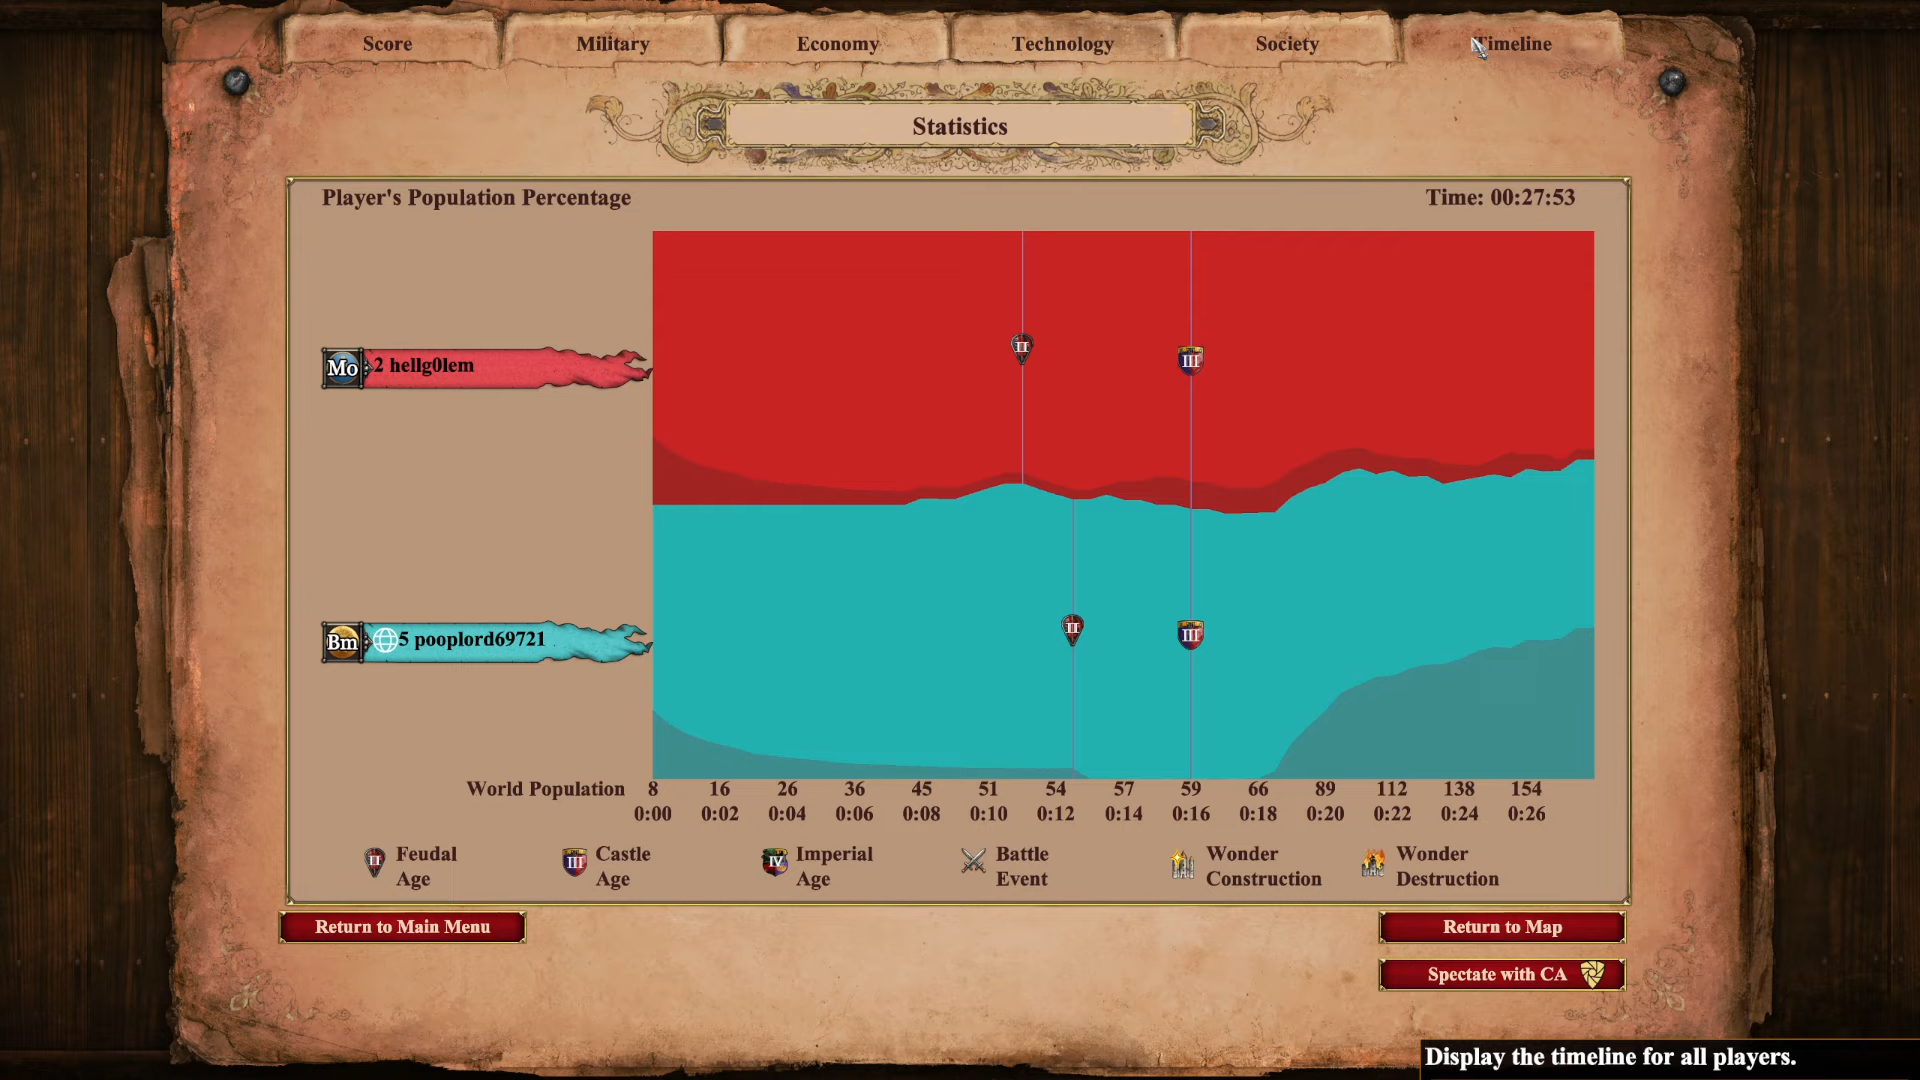 Score Military Economy Technology Society Timeline
Statistics
Player's Population Percentage
Time: 00:27:53
II
III
Mo 2 hellg0lem
II
III
Bm 5 pooplord69721
World Population 8 16 26 36 45 51 54 57 59 66 89 112 138 154
0:00 0:02 0:04 0:06 0:08 0:10 0:12 0:14 0:16 0:18 0:20 0:22 0:24 0:26
II Feudal Age
III Castle Age
IV Imperial Age
Battle Event
Wonder Construction
Wonder Destruction
Return to Main Menu
Return to Map
Spectate with CA
Display the timeline for all players.